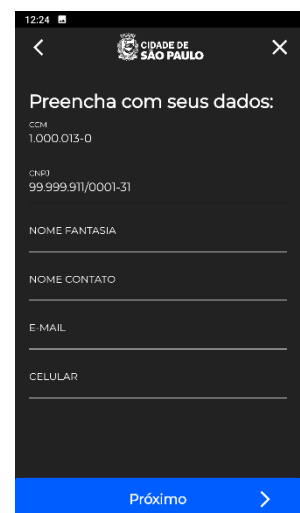 12:24
CIDADE DE
SÃO PAULO
Preencha com seus dados:
CCM
1.000.013-0
CNPJ
99.999.911/0001-31
NOME FANTASIA
NOME CONTATO
E-MAIL
CELULAR
Próximo